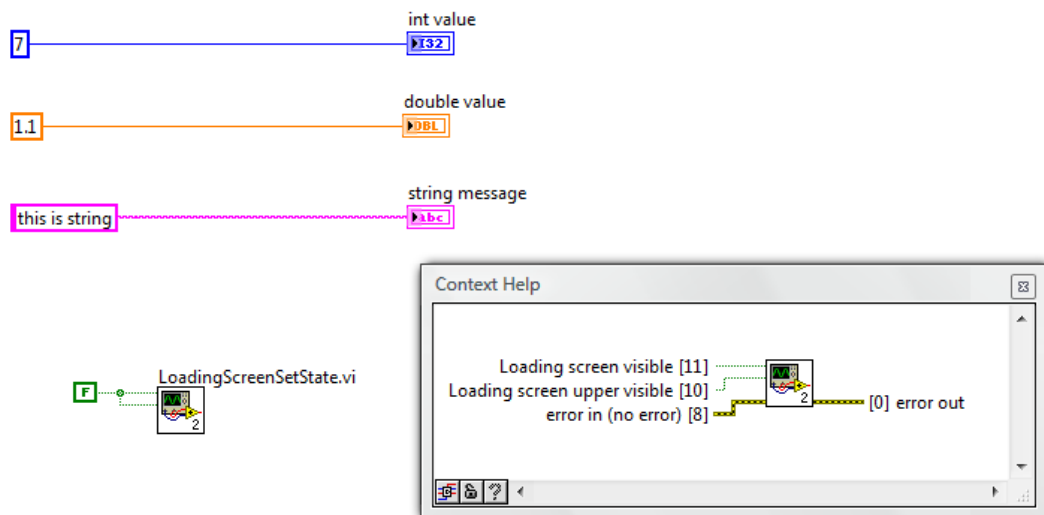 int value
7
I32
double value
1.1
DBL
string message
this is string
abc
Context Help
Loading screen visible [11]
Loading screen upper visible [10]
error in (no error) [8]
2
[0] error out
LoadingScreenSetState.vi
F
2
?